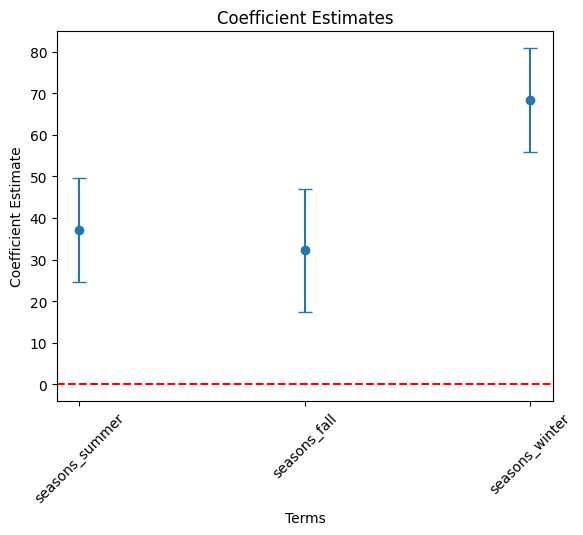 Coefficient Estimates
80
70
60
50
40
30
20
10
0
Coefficient Estimate
seasons_summer
seasons_fall
seasons_winter
Terms